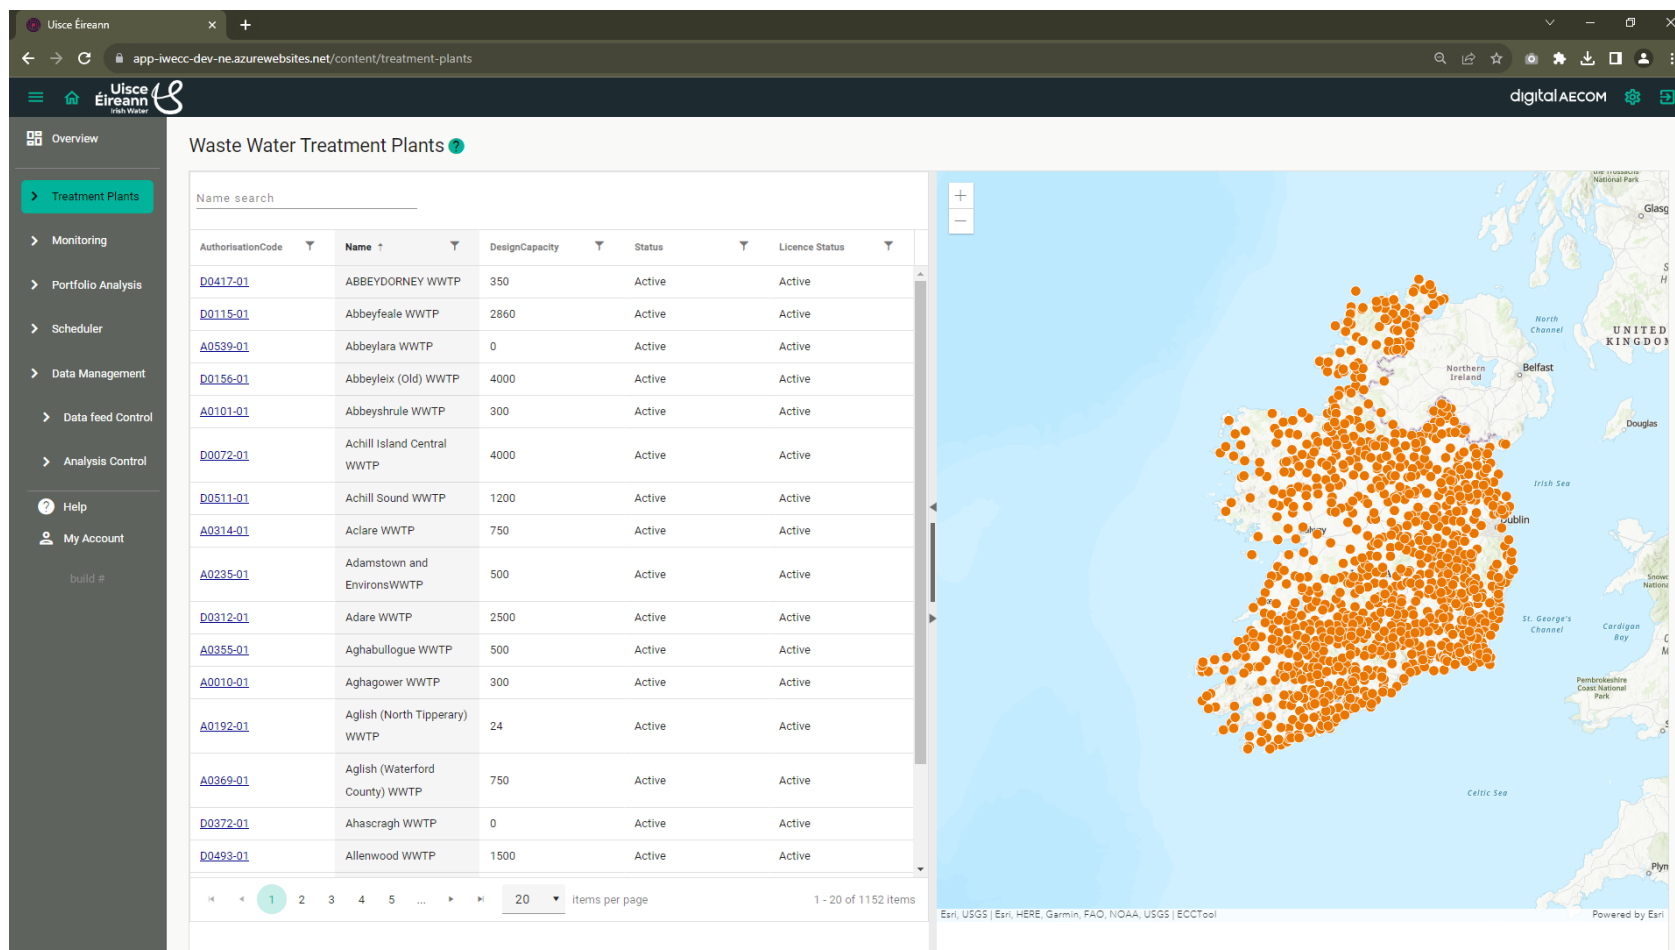 Uisce Éireann
app-iwecc-dev-ne.azurewebsites.net/content/treatment-plants
Uisce
Éireann
Irish Water
digital AECOM
Overview
Treatment Plants
Monitoring
Portfolio Analysis
Scheduler
Data Management
Data feed Control
Analysis Control
Help
My Account
build #
Waste Water Treatment Plants ?
Name search
AuthorisationCode Name ↑ DesignCapacity Status Licence Status
D0417-01 ABBEYDORNEY WWTP 350 Active Active
D0115-01 Abbeyfeale WWTP 2860 Active Active
A0539-01 Abbeylara WWTP 0 Active Active
D0156-01 Abbeyleix (Old) WWTP 4000 Active Active
A0101-01 Abbeyshrule WWTP 300 Active Active
Achill Island Central
D0072-01 WWTP 4000 Active Active
D0511-01 Achill Sound WWTP 1200 Active Active
A0314-01 Aclare WWTP 750 Active Active
Adamstown and
A0235-01 EnvironsWWTP 500 Active Active
D0312-01 Adare WWTP 2500 Active Active
A0355-01 Aghabullogue WWTP 500 Active Active
A0010-01 Aghagower WWTP 300 Active Active
Aglish (North Tipperary)
A0192-01 WWTP 24 Active Active
Aglish (Waterford
A0369-01 County) WWTP 750 Active Active
D0372-01 Ahascragh WWTP 0 Active Active
D0493-01 Allenwood WWTP 1500 Active Active
1 2 3 4 5 ... 20 items per page 1 - 20 of 1152 items
National Park
Glasg
North
Channel
UNITED
KINGDOM
Northern
Ireland
Belfast
Douglas
Irish Sea
Dublin
St. George's
Channel
Cardigan
Bay
Pembrokeshire
Coast National
Park
Celtic Sea
Plyn
Esri, USGS | Esri, HERE, Garmin, FAO, NOAA, USGS | ECCTool
Powered by Esri